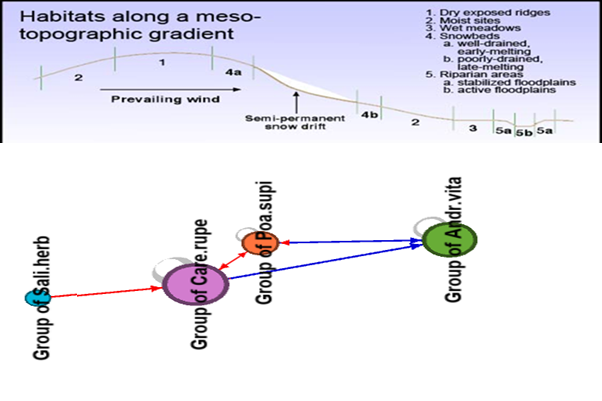 Habitats along a meso-
topographic gradient
1. Dry exposed ridges
2. Moist sites
3. Wet meadows
4. Snowbeds
a. well-drained,
early-melting
b. poorly-drained,
late-melting
5. Riparian areas
a. stabilized floodplains
b. active floodplains
2
1
4a
Prevailing wind
Semi-permanent
snow drift
4b
2
3
5a
5b
5a
Group of Sali.herb
Group of Care.rupe
Group of Poa.supi
Group of Andr.vita